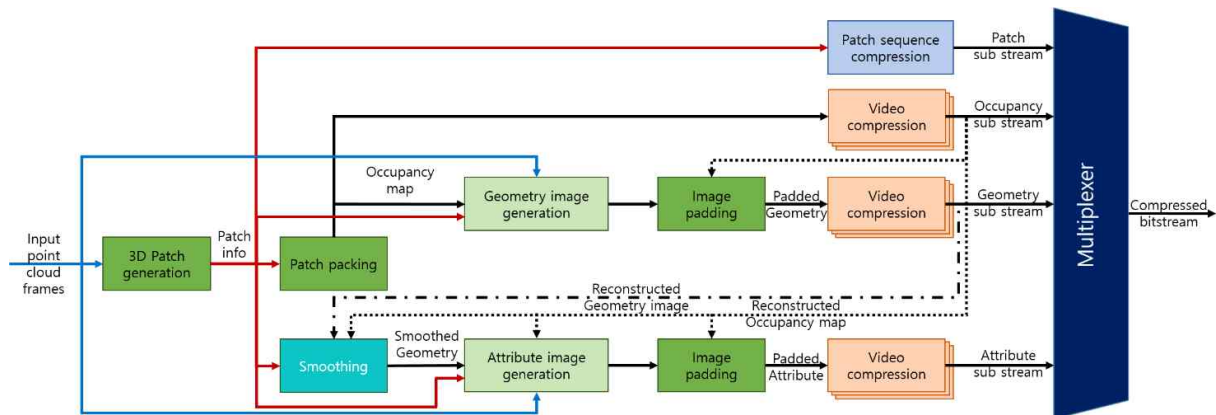 Patch sequence
compression
Patch
sub stream
Video
compression
Occupancy
sub stream
Occupancy
map
Geometry image
generation
Image
padding
Padded
Geometry
Video
compression
Geometry
sub stream
Multiplexer
Compressed
bitstream
Input
point
cloud
frames
3D Patch
generation
Patch
info
Patch packing
Reconstructed
Geometry image
Reconstructed
Occupancy map
Smoothing
Smoothed
Geometry
Attribute image
generation
Image
padding
Padded
Attribute
Video
compression
Attribute
sub stream